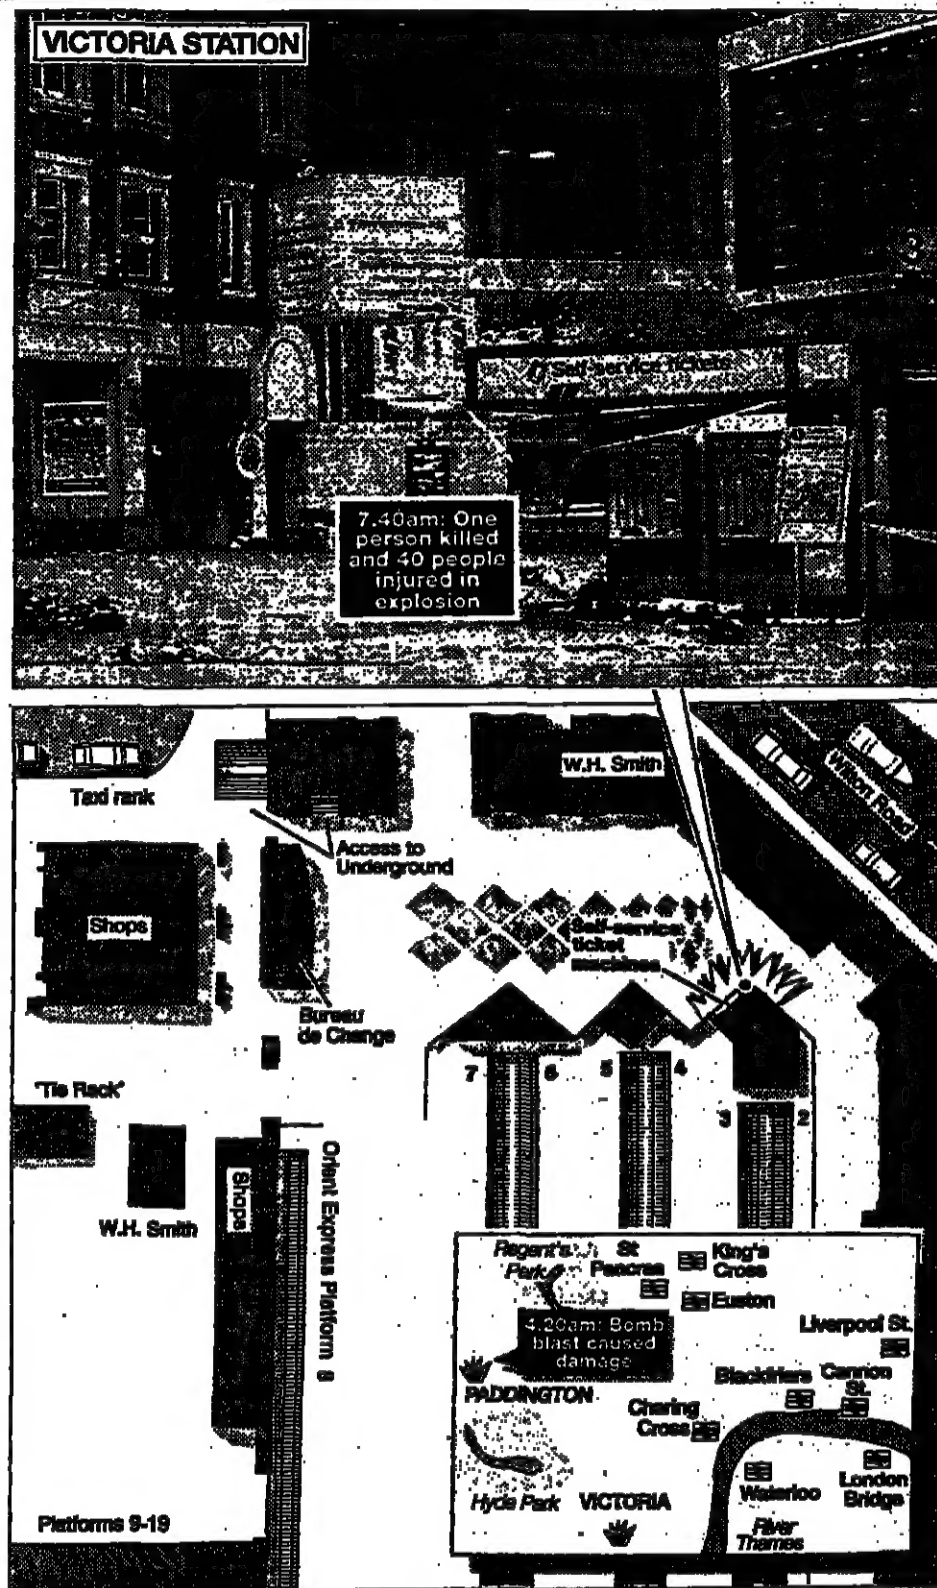 VICTORIA STATION
Self-service tickets
7.40am: One
person killed
and 40 people
injured in
explosion
Taxi rank
W.H. Smith
Wilton Road
Access to
Underground
Shops
Self-service
ticket
machines
Bureau
de Change
7
6
5
4
3
2
'Tie Rack'
W.H. Smith
Shops
Orient Express Platform 8
Platforms 9-19
Regent's
Park
St
Pancras
King's
Cross
Euston
4.20am: Bomb
blast caused
damage
Liverpool St.
PADDINGTON
Blackfriars
Cannon
St.
Charing
Cross
Hyde Park
VICTORIA
Waterloo
London
Bridge
River
Thames